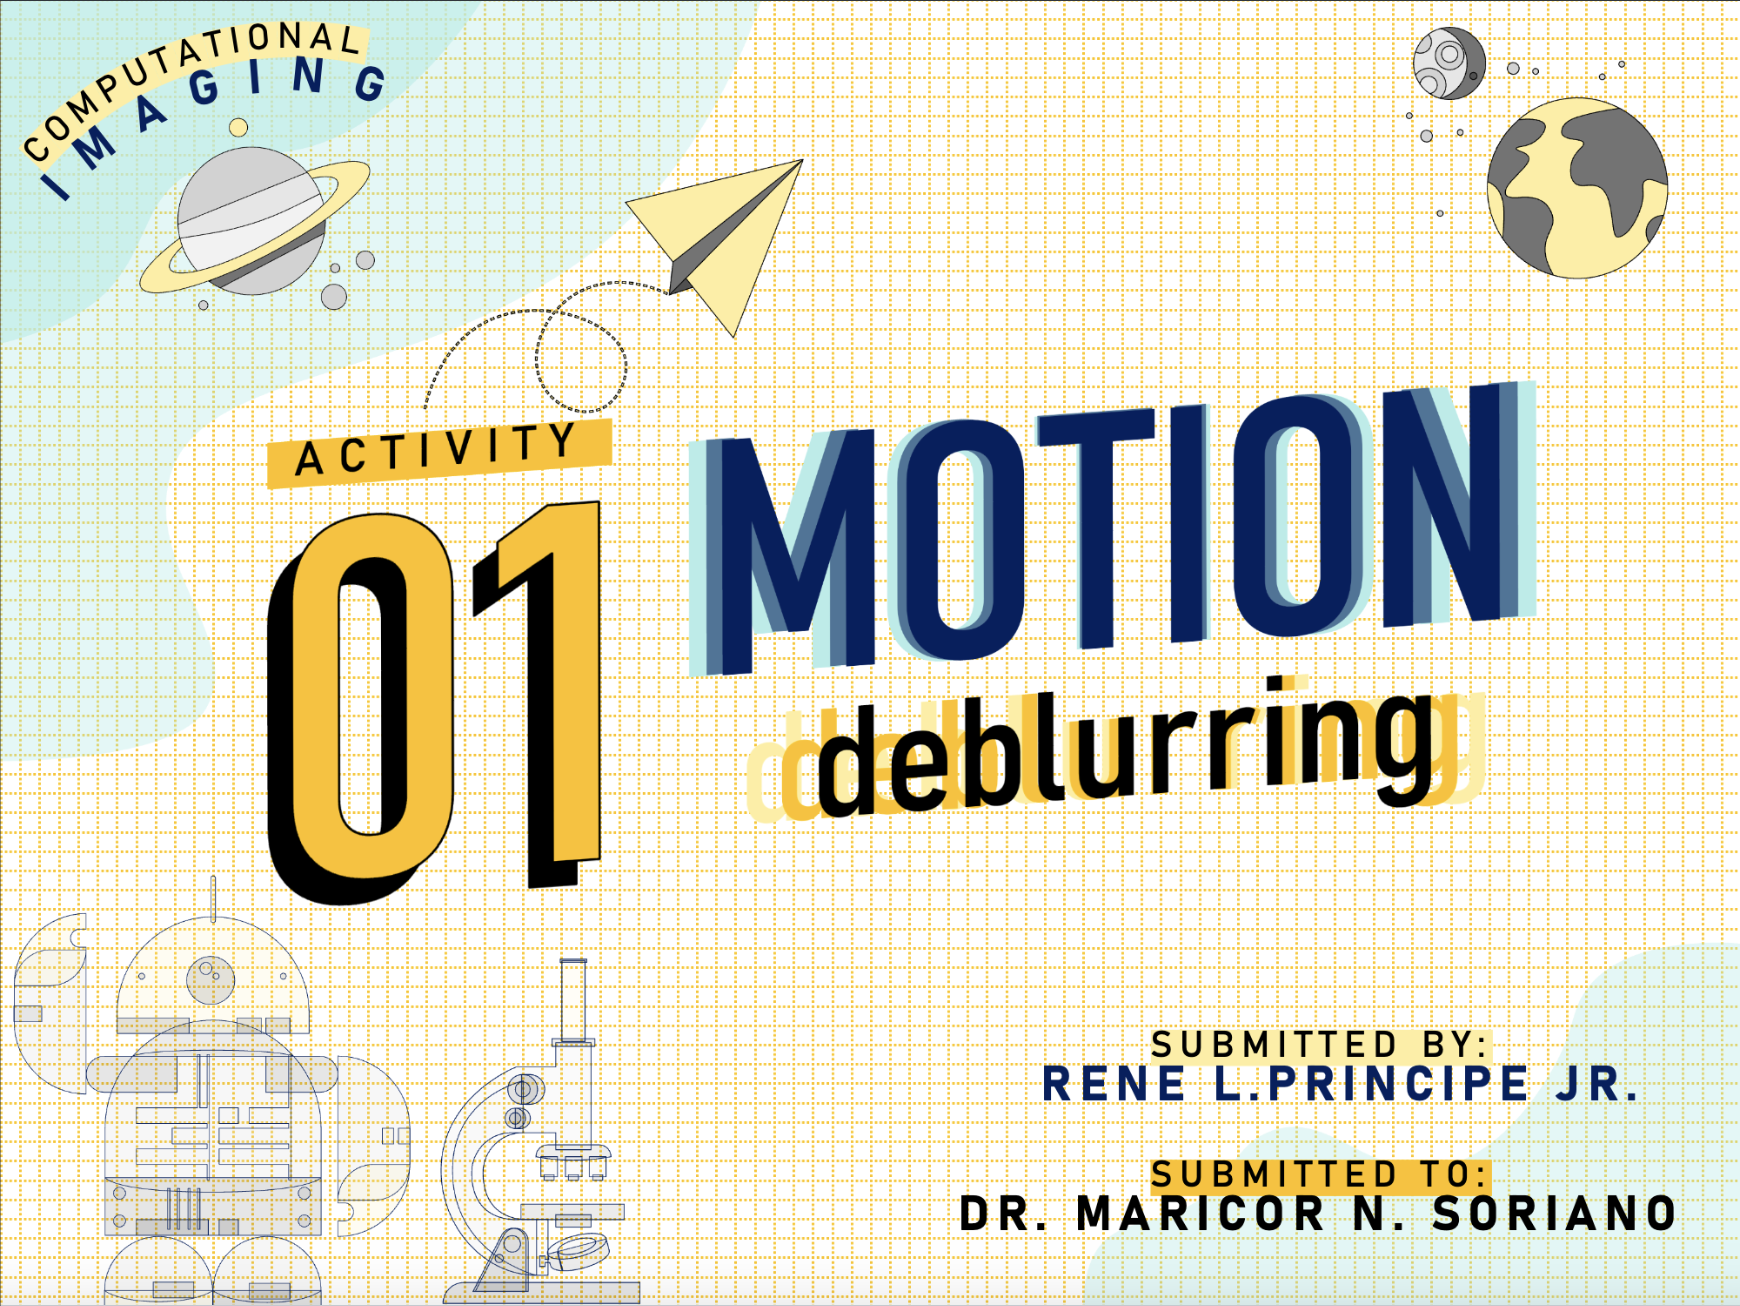 COMPUTATIONAL
IMAGING
ACTIVITY
01
MOTION
deblurring
SUBMITTED BY:
RENE L.PRINCIPE JR.
SUBMITTED TO:
DR. MARICOR N. SORIANO